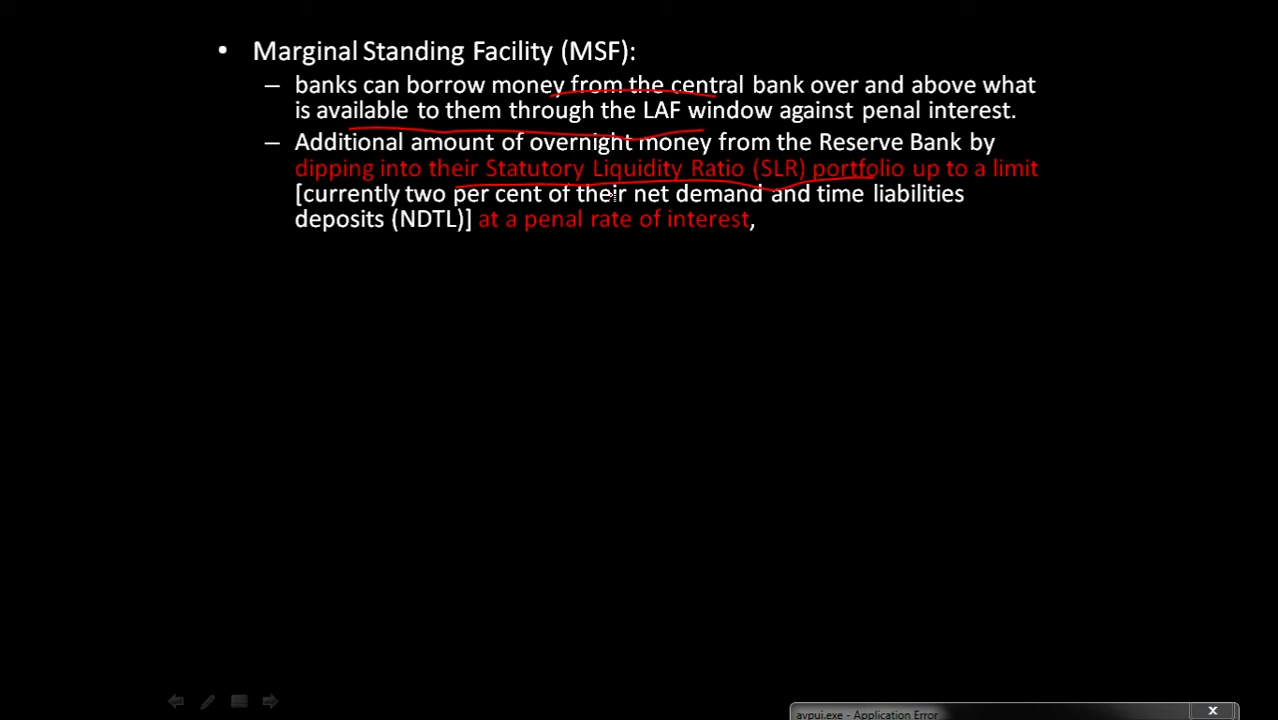 • Marginal Standing Facility (MSF):
– banks can borrow money from the central bank over and above what
is available to them through the LAF window against penal interest.
– Additional amount of overnight money from the Reserve Bank by
dipping into their Statutory Liquidity Ratio (SLR) portfolio up to a limit
[currently two per cent of their net demand and time liabilities
deposits (NDTL)] at a penal rate of interest,
avpui.exe - Application Error